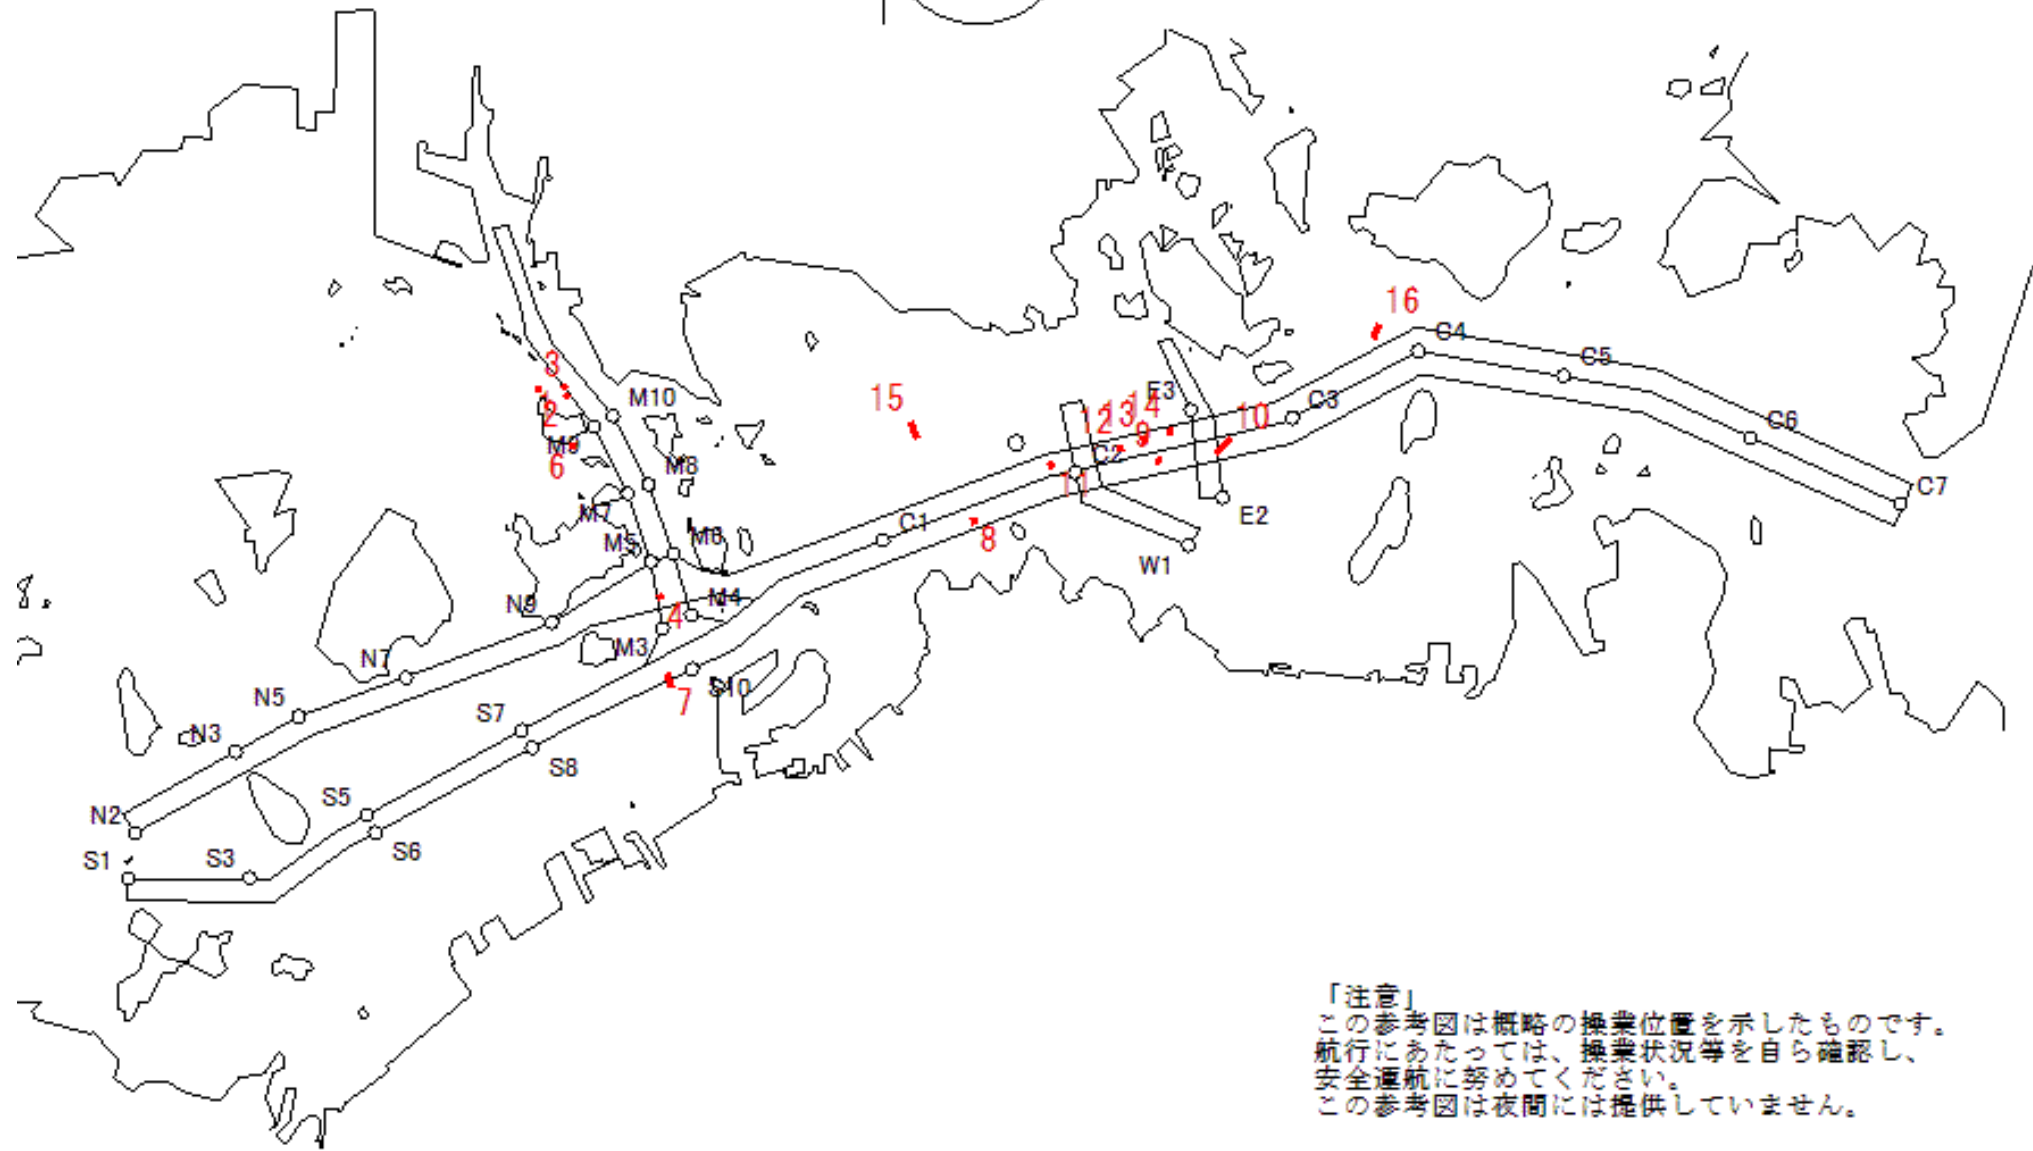 16
C4
C5
3
1
2
M10
15
E3
12
13
14
9
10
C3
C6
M9
6
M8
C2
11
C7
M7
E2
M5
M6
C1
8
W1
N9
M4
4
M3
N7
S10
7
N5
S7
N3
S8
S5
N2
S6
S1
S3
「注意」
この参考図は概略の操業位置を示したものです。
航行にあたっては、操業状況等を自ら確認し、
安全運航に努めてください。
この参考図は夜間には提供していません。